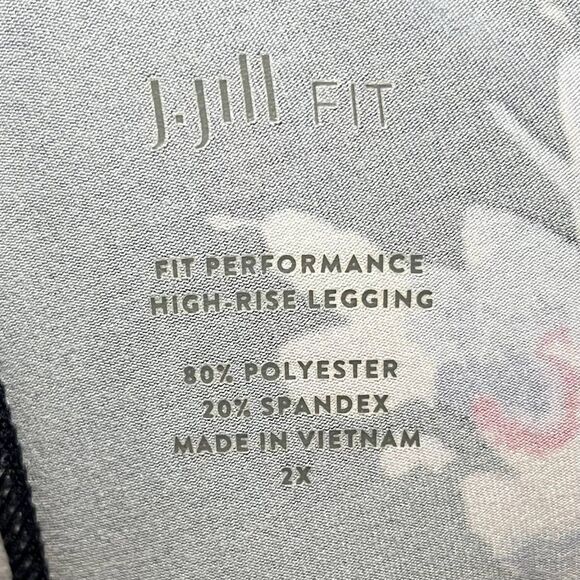 J.Jill FIT
FIT PERFORMANCE
HIGH-RISE LEGGING
80% POLYESTER
20% SPANDEX
MADE IN VIETNAM
2X